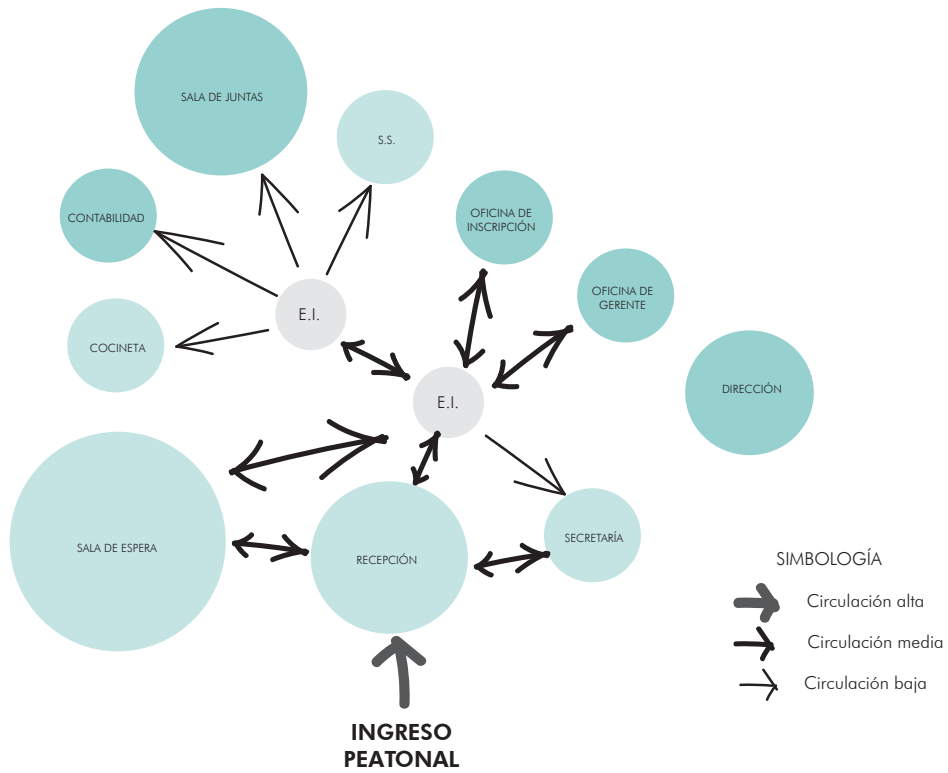 SALA DE JUNTAS
S.S.
CONTABILIDAD
OFICINA DE
INSCRIPCIÓN
OFICINA DE
GERENTE
E.I.
COCINETA
DIRECCIÓN
E.I.
SALA DE ESPERA
RECEPCIÓN
SECRETARÍA
SIMBOLOGÍA
Circulación alta
Circulación media
Circulación baja
INGRESO
PEATONAL